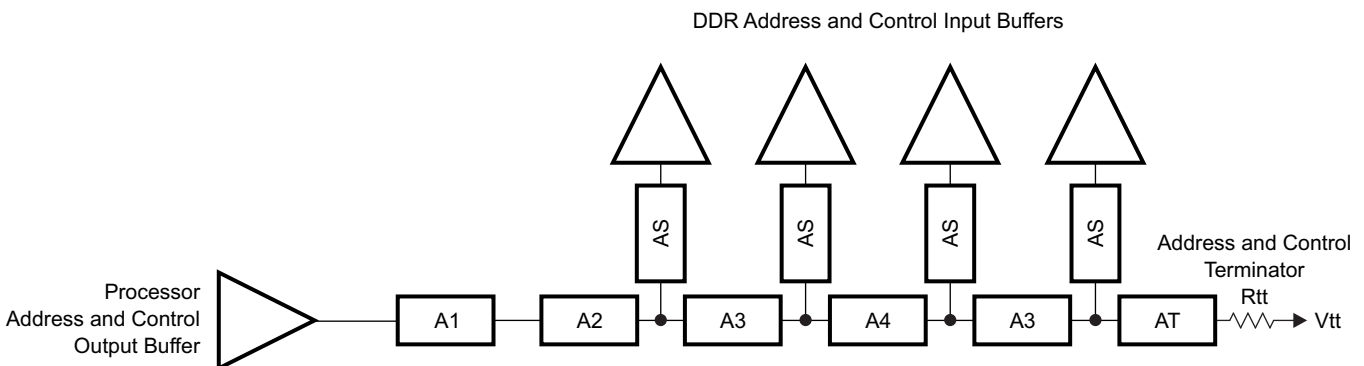 DDR Address and Control Input Buffers
AS
AS
AS
AS
Processor
Address and Control
Output Buffer
A1
A2
A3
A4
A3
AT
Address and Control
Terminator
Rtt
Vtt